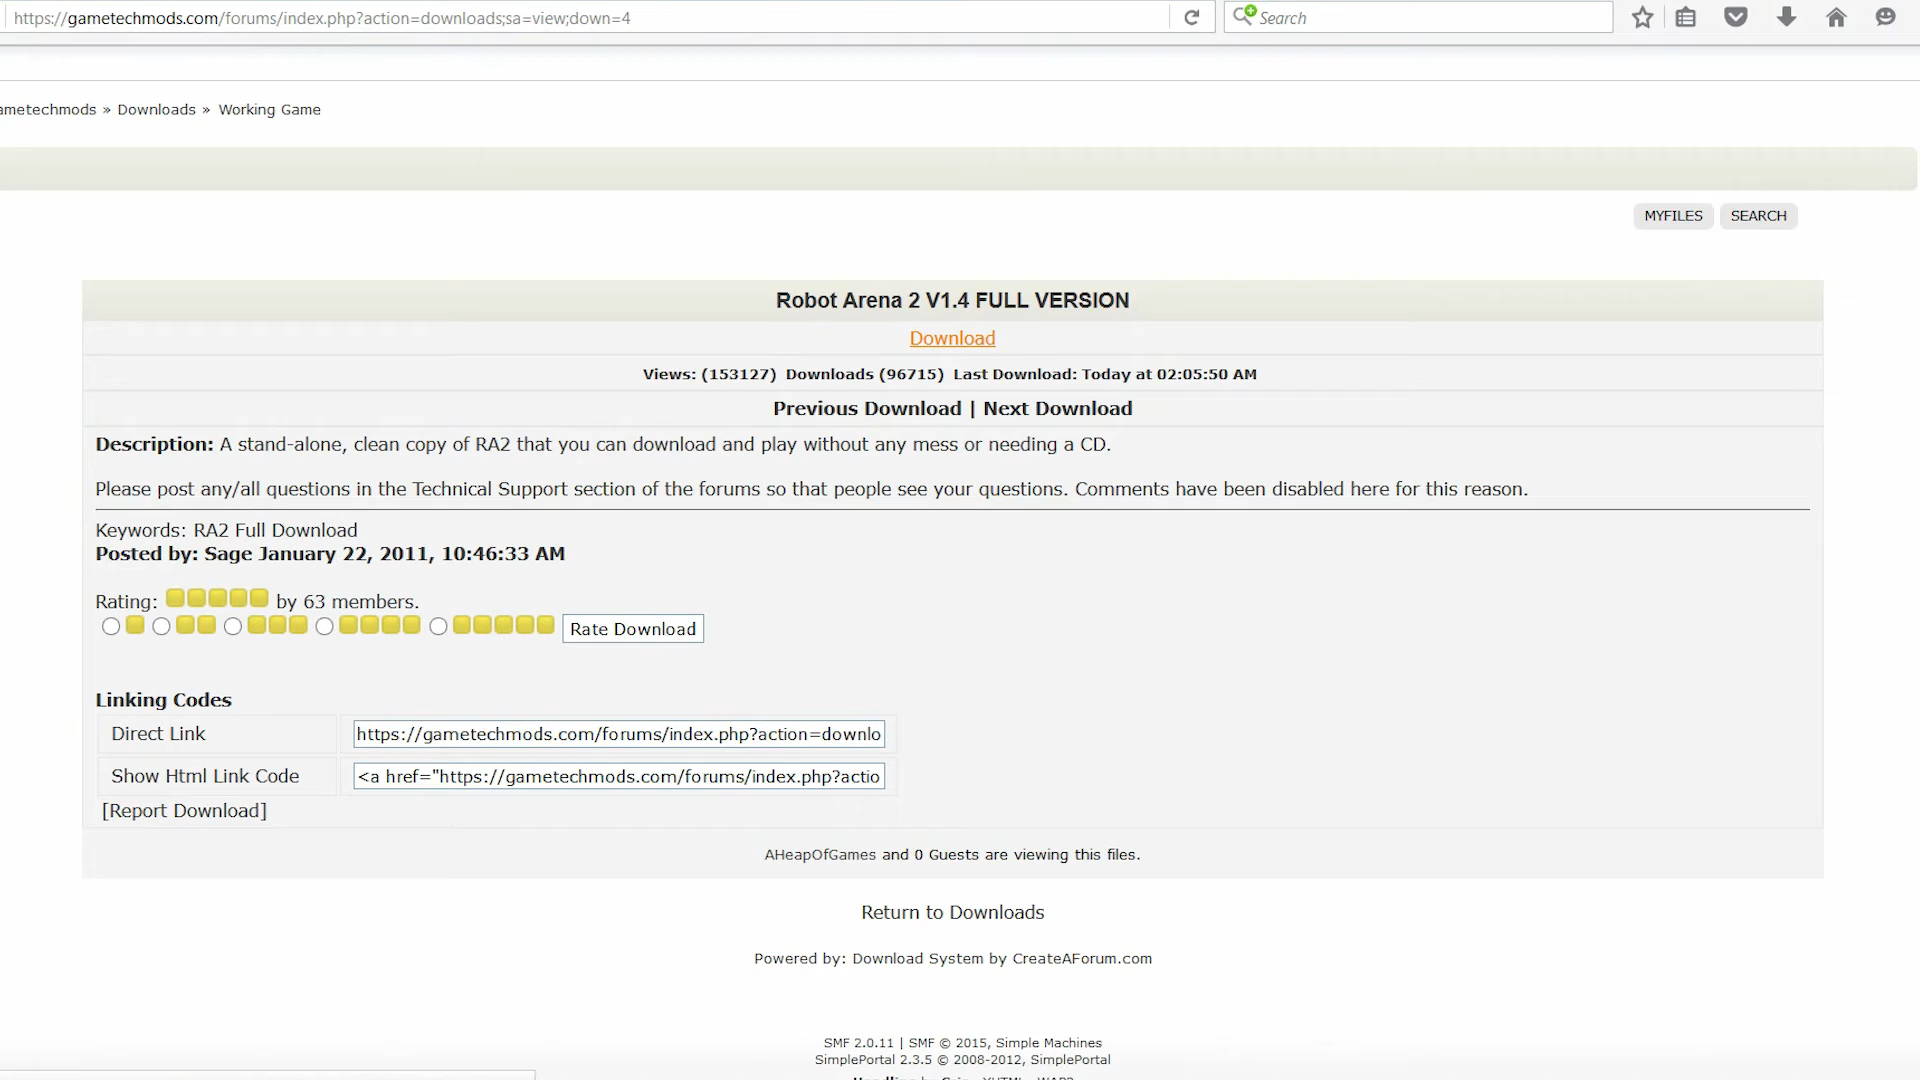 https://gametechmods.com/forums/index.php?action=downloads;sa=view;down=4
Search
ametechmods » Downloads » Working Game
MYFILES SEARCH
Robot Arena 2 V1.4 FULL VERSION
Download
Views: (153127) Downloads (96715) Last Download: Today at 02:05:50 AM
Previous Download | Next Download
Description: A stand-alone, clean copy of RA2 that you can download and play without any mess or needing a CD.
Please post any/all questions in the Technical Support section of the forums so that people see your questions. Comments have been disabled here for this reason.
Keywords: RA2 Full Download
Posted by: Sage January 22, 2011, 10:46:33 AM
Rating: by 63 members.
Rate Download
Linking Codes
Direct Link https://gametechmods.com/forums/index.php?action=downlo
Show Html Link Code <a href="https://gametechmods.com/forums/index.php?actio
[Report Download]
AHeapOfGames and 0 Guests are viewing this files.
Return to Downloads
Powered by: Download System by CreateAForum.com
SMF 2.0.11 | SMF © 2015, Simple Machines
SimplePortal 2.3.5 © 2008-2012, SimplePortal